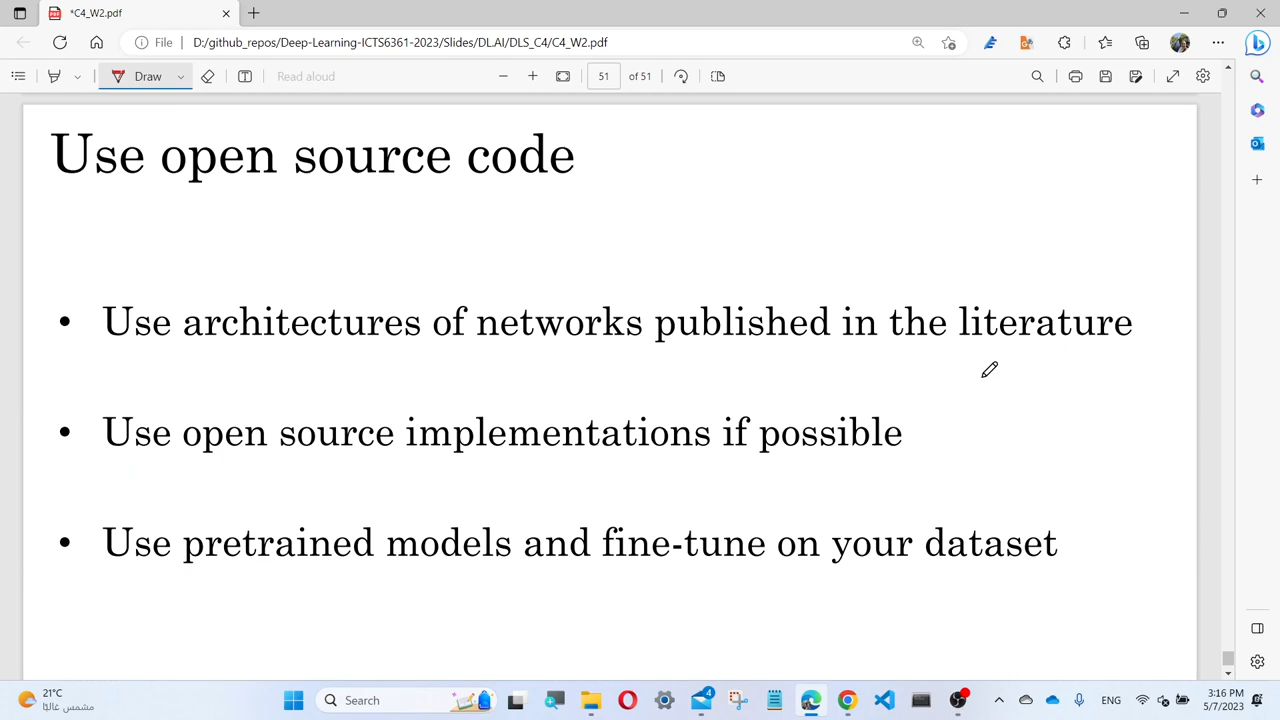 *C4_W2.pdf
File
D:/github_repos/Deep-Learning-ICTS6361-2023/Slides/DL.AI/DLS_C4/C4_W2.pdf
Draw
Read aloud
51 of 51
Use open source code
• Use architectures of networks published in the literature
• Use open source implementations if possible
• Use pretrained models and fine-tune on your dataset
21°C
مشمس غالبًا
Search
4
ENG
3:16 PM
5/7/2023